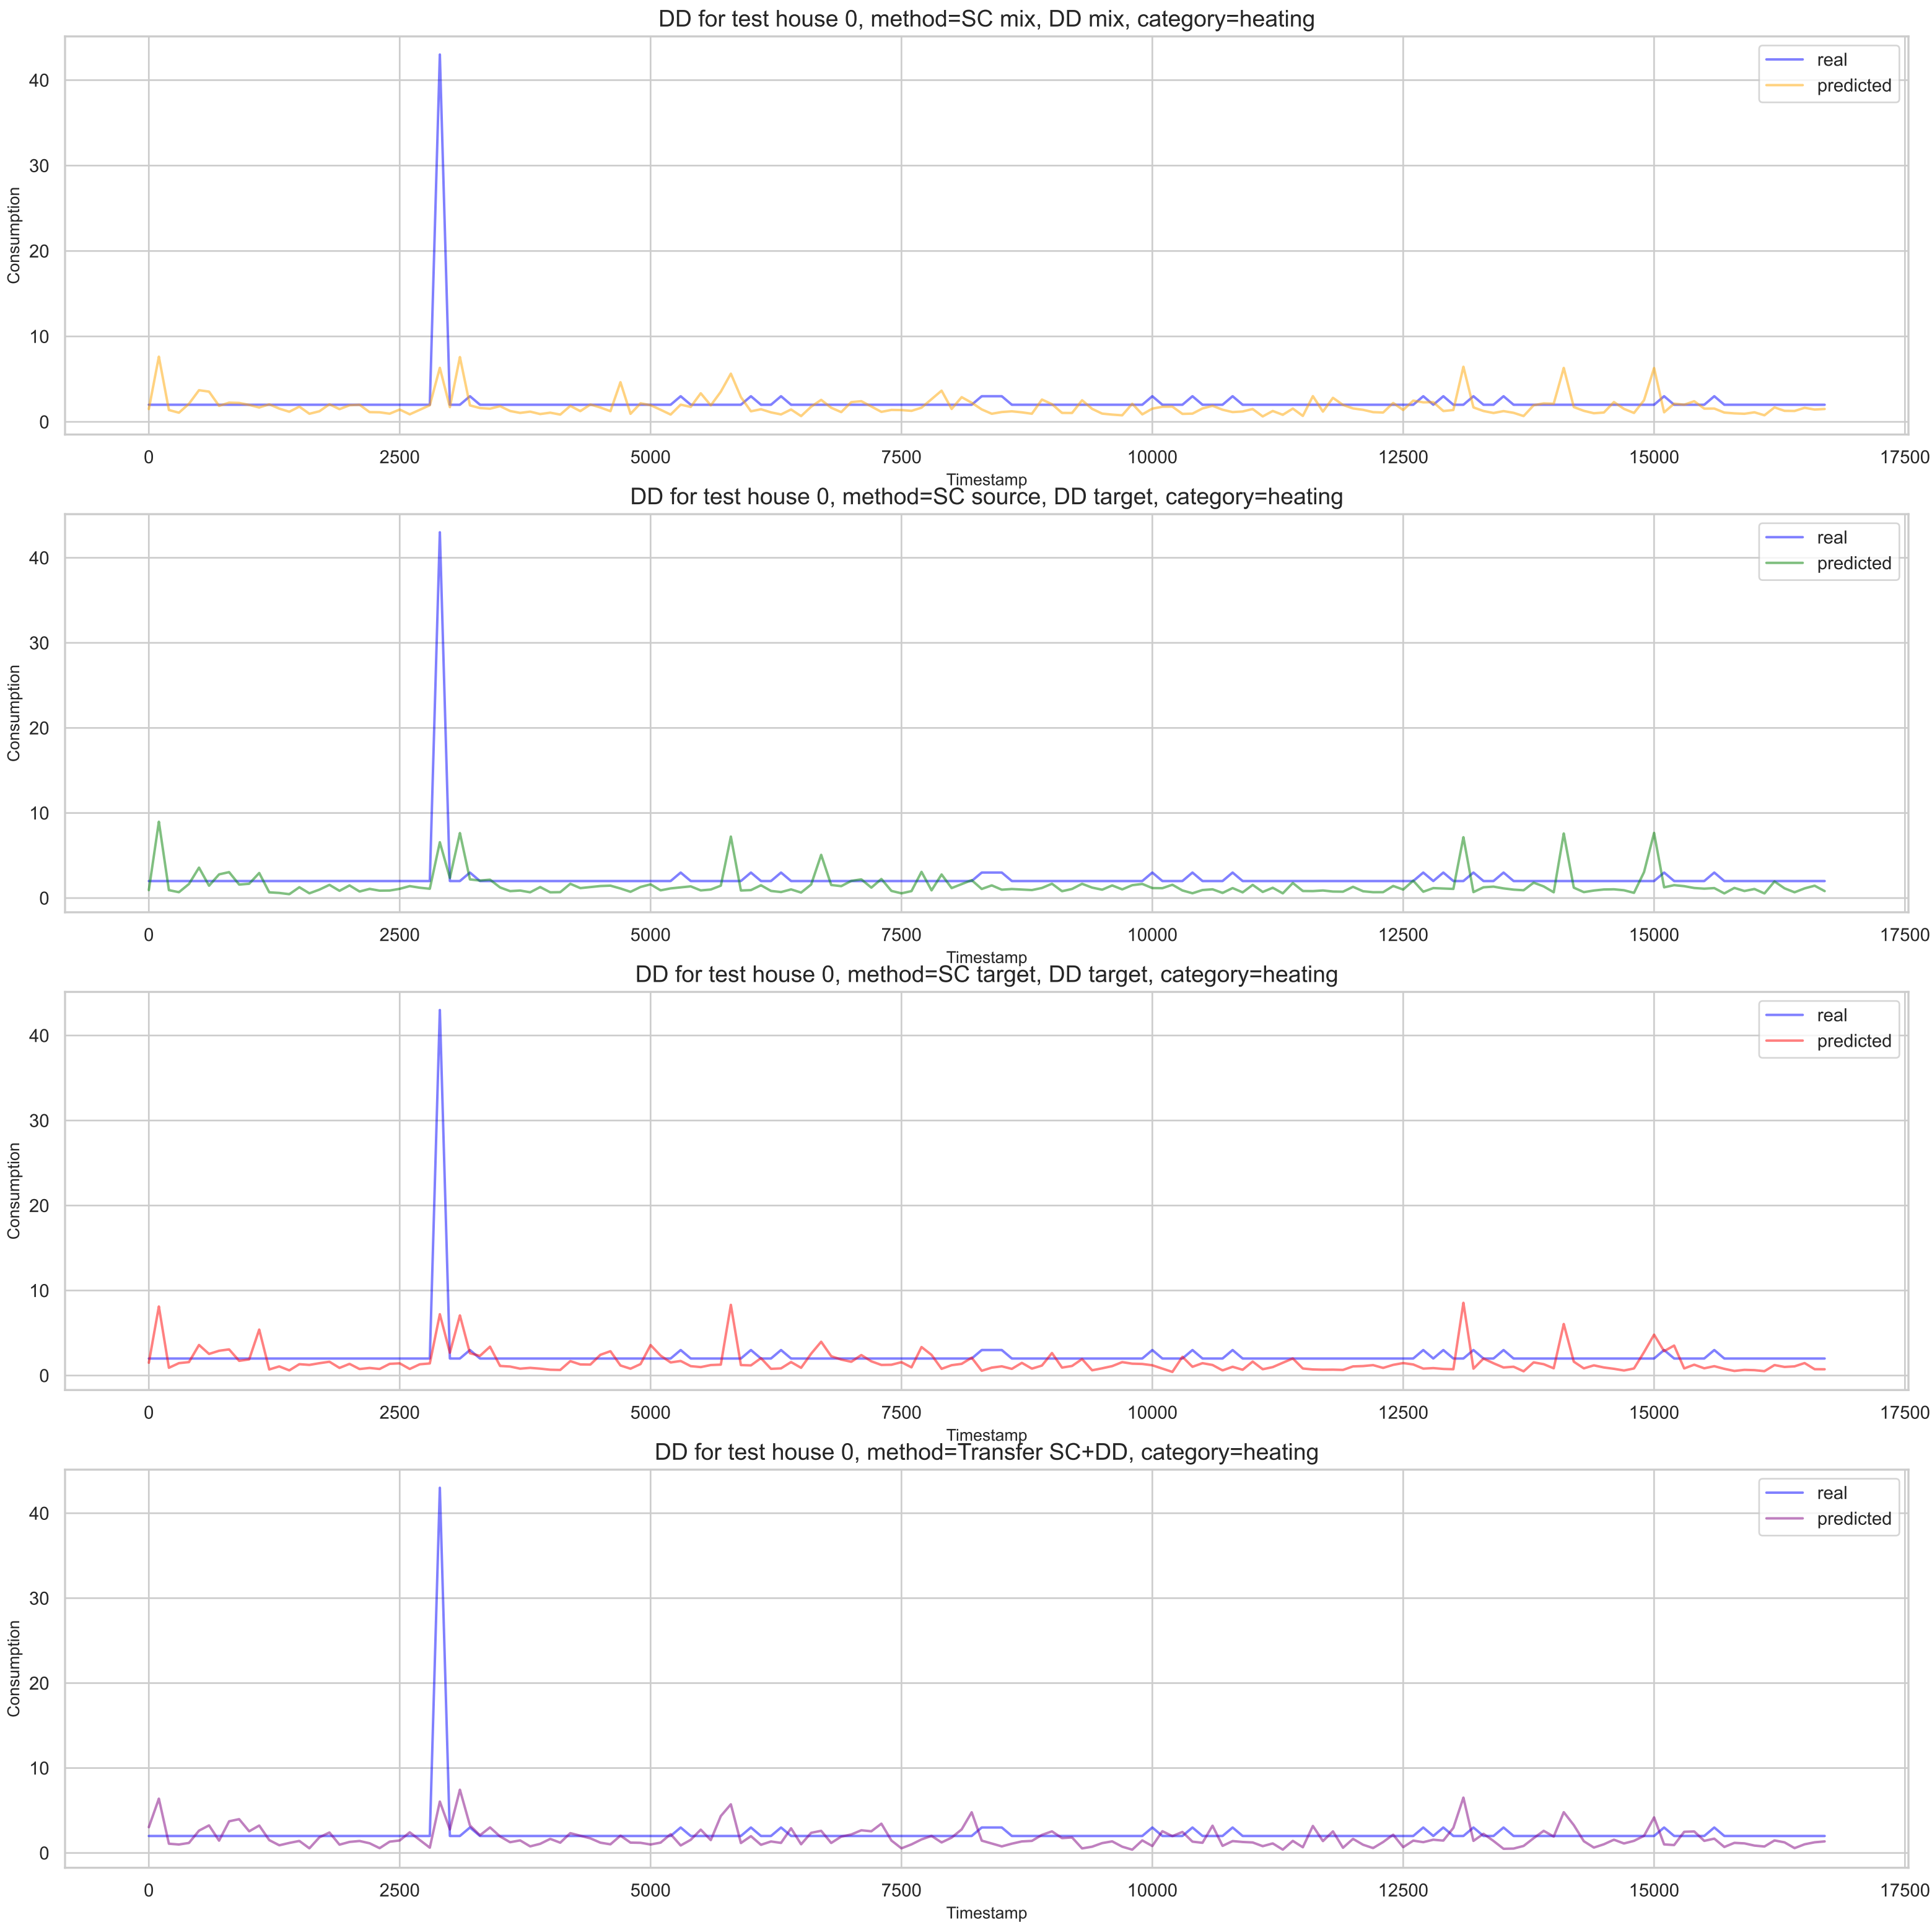 DD for test house 0, method=SC mix, DD mix, category=heating
real
predicted
Consumption
40
30
20
10
0
0 2500 5000 7500 10000 12500 15000 17500
Timestamp
DD for test house 0, method=SC source, DD target, category=heating
real
predicted
Consumption
40
30
20
10
0
0 2500 5000 7500 10000 12500 15000 17500
Timestamp
DD for test house 0, method=SC target, DD target, category=heating
real
predicted
Consumption
40
30
20
10
0
0 2500 5000 7500 10000 12500 15000 17500
Timestamp
DD for test house 0, method=Transfer SC+DD, category=heating
real
predicted
Consumption
40
30
20
10
0
0 2500 5000 7500 10000 12500 15000 17500
Timestamp